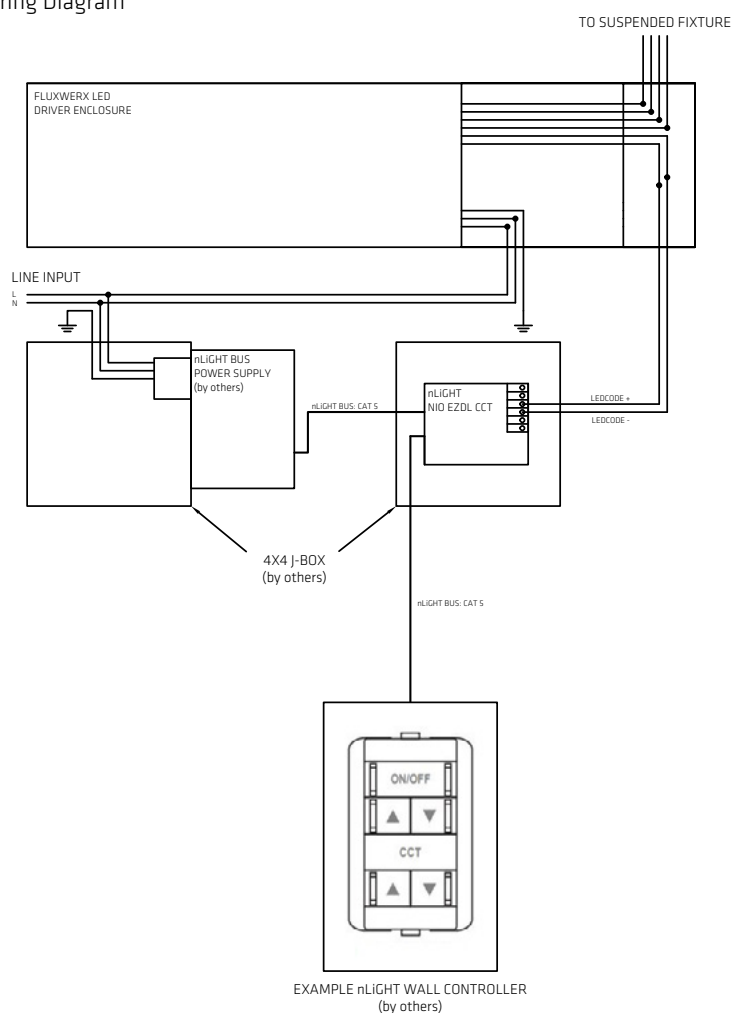 ring Diagram
TO SUSPENDED FIXTURE
FLUXWERX LED
DRIVER ENCLOSURE
LINE INPUT
L
N
nLiGHT BUS
POWER SUPPLY
(by others)
nLiGHT BUS: CAT 5
nLiGHT
NIO EZDL CCT
LEDCODE +
LEDCODE -
4X4 J-BOX
(by others)
nLiGHT BUS: CAT 5
ON/OFF
CCT
EXAMPLE nLiGHT WALL CONTROLLER
(by others)